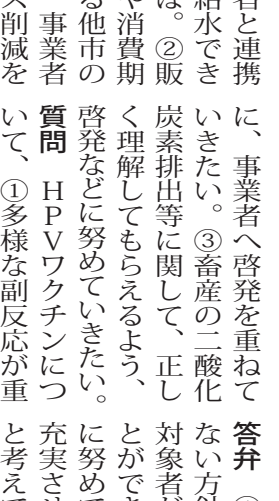 者と連携
給水でき
は。②販
や消費期
る他市の
事業者
ス削減を
に、事業者へ啓発を重ねて
いきたい。③畜産の二酸化
炭素排出等に関して、正し
く理解してもらえるよう、
啓発などに努めていきたい。
質問　HPVワクチンにつ
いて、①多様な副反応が重
答弁
ない方針
対象者が
とができ
に努めて
充実させ
と考えて